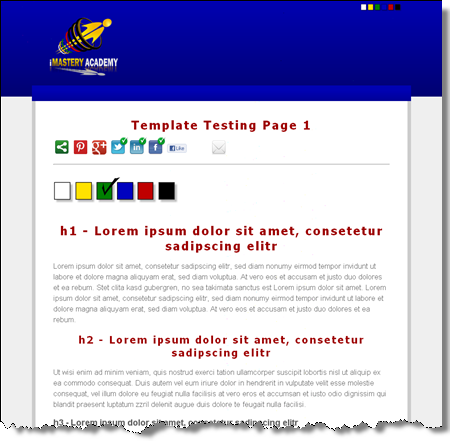 iMASTERY ACADEMY
Template Testing Page 1
Like
h1 - Lorem ipsum dolor sit amet, consetetur
sadipscing elitr
Lorem ipsum dolor sit amet, consetetur sadipscing elitr, sed diam nonumy eirmod tempor invidunt ut
labore et dolore magna aliquyam erat, sed diam voluptua. At vero eos et accusam et justo duo dolores
et ea rebum. Stet clita kasd gubergren, no sea takimata sanctus est Lorem ipsum dolor sit amet. Lorem
ipsum dolor sit amet, consetetur sadipscing elitr, sed diam nonumy eirmod tempor invidunt ut labore et
dolore magna aliquyam erat, sed diam voluptua. At vero eos et accusam et justo duo dolores et ea
rebum.
h2 - Lorem ipsum dolor sit amet, consetetur
sadipscing elitr
Ut wisi enim ad minim veniam, quis nostrud exerci tation ullamcorper suscipit lobortis nisl ut aliquip ex
ea commodo consequat. Duis autem vel eum iriure dolor in hendrerit in vulputate velit esse molestie
consequat, vel illum dolore eu feugiat nulla facilisis at vero eros et accumsan et iusto odio dignissim qui
blandit praesent luptatum zzril delenit augue duis dolore te feugait nulla facilisi.
h3 - Lorem ipsum dolor sit amet, consetetur sadipscing elitr